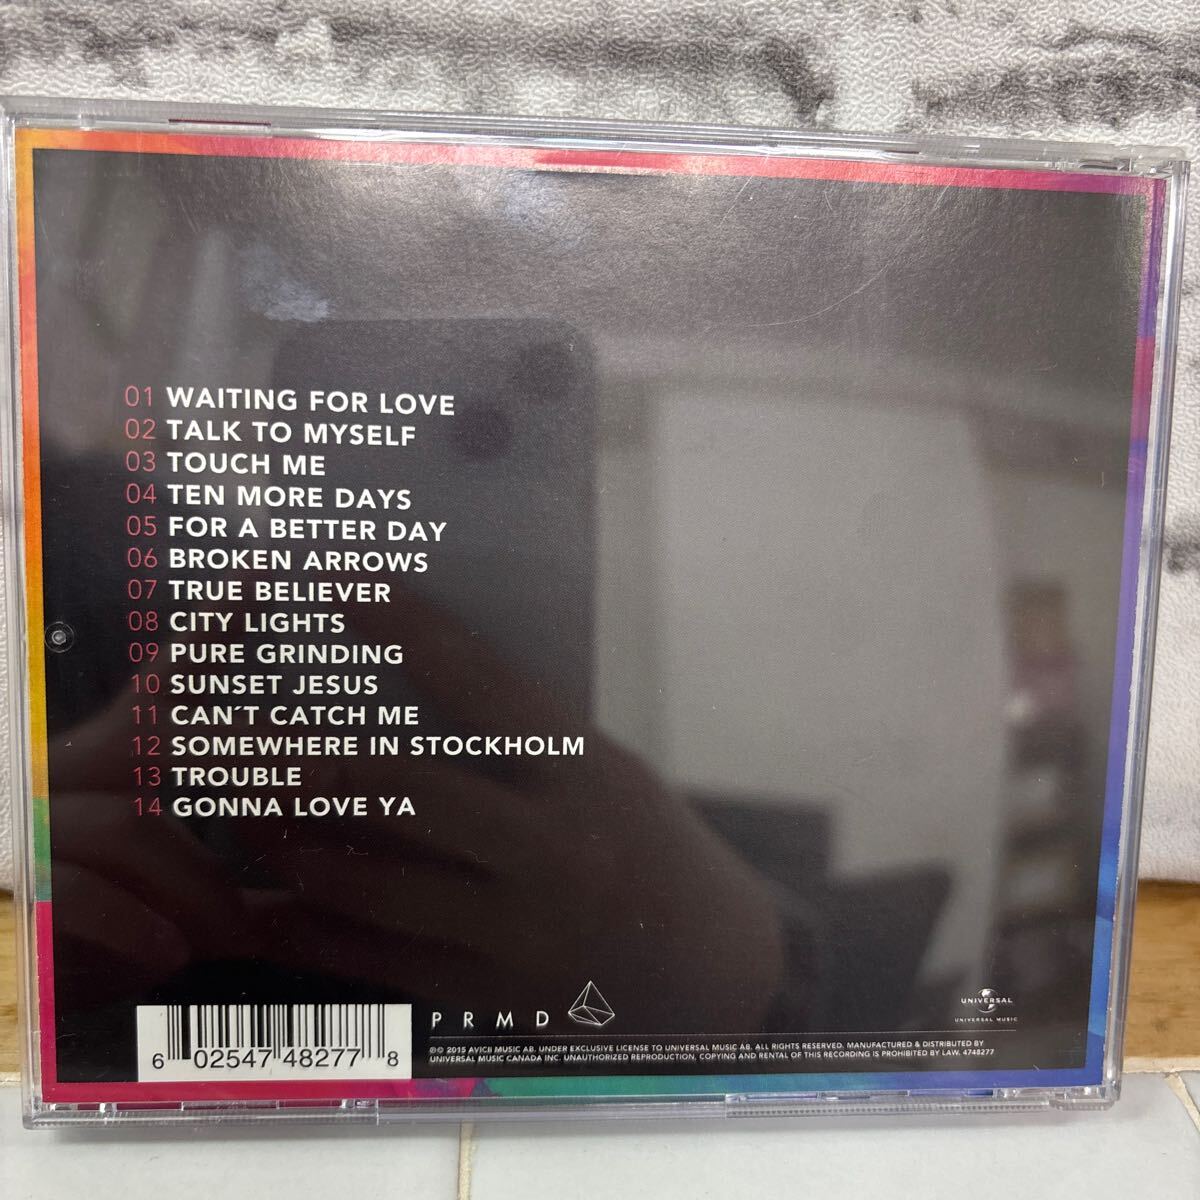 01 WAITING FOR LOVE
02 TALK TO MYSELF
03 TOUCH ME
04 TEN MORE DAYS
05 FOR A BETTER DAY
06 BROKEN ARROWS
07 TRUE BELIEVER
08 CITY LIGHTS
09 PURE GRINDING
10 SUNSET JESUS
11 CAN´T CATCH ME
12 SOMEWHERE IN STOCKHOLM
13 TROUBLE
14 GONNA LOVE YA
6 02547 48277 8
PRMD
UNIVERSAL
UNIVERSAL MUSIC
℗© 2015 AVICII MUSIC AB. UNDER EXCLUSIVE LICENSE TO UNIVERSAL MUSIC AB. ALL RIGHTS RESERVED. MANUFACTURED & DISTRIBUTED BY
UNIVERSAL MUSIC CANADA INC. UNAUTHORIZED REPRODUCTION, COPYING AND RENTAL OF THIS RECORDING IS PROHIBITED BY LAW. 4748277